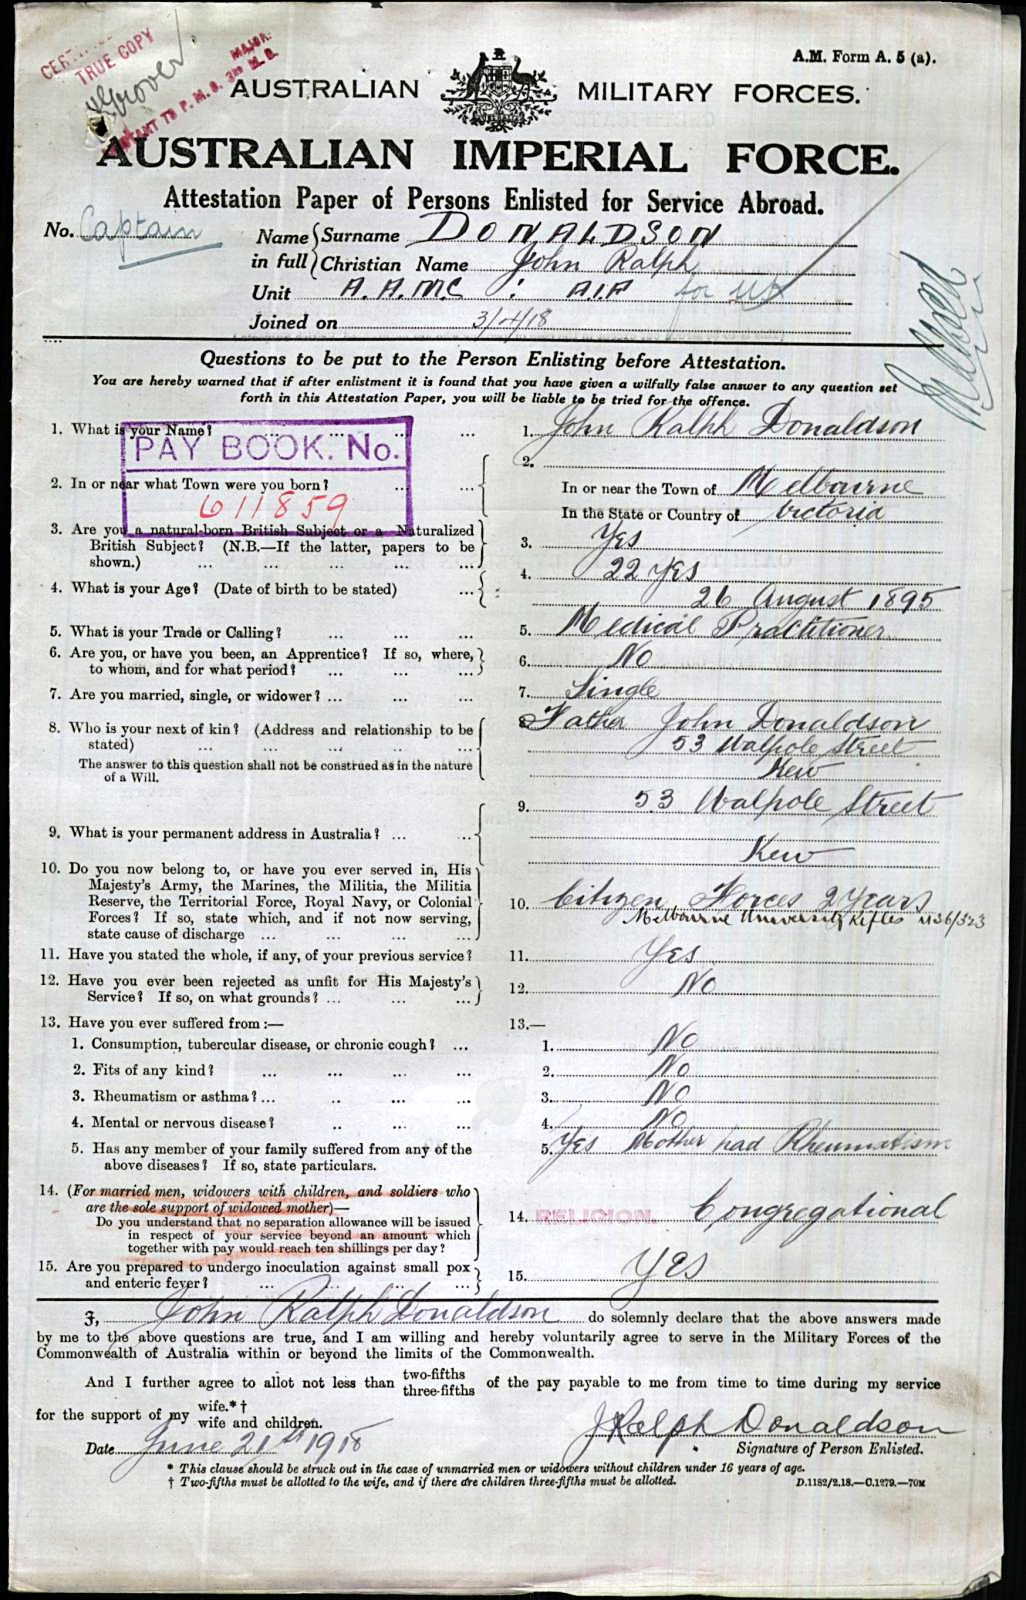 A.M. Form A. 5 (a).
TRUE COPY
MAJOR.
TO P. M. O. 3RD M. D.
Grover
AUSTRALIAN MILITARY FORCES.
AUSTRALIAN IMPERIAL FORCE.
Attestation Paper of Persons Enlisted for Service Abroad.
No. Captain
Name in full
Surname DONALDSON
Christian Name John Ralph
Unit A.A.M.C : A.I.F
Joined on 3/4/18
Questions to be put to the Person Enlisting before Attestation.
You are hereby warned that if after enlistment it is found that you have given a wilfully false answer to any question set
forth in this Attestation Paper, you will be liable to be tried for the offence.
1. What is your Name? ... ... ... 1. John Ralph Donaldson
PAY BOOK. No.
611859
2. In or near what Town were you born? ... ... 2.
In or near the Town of Melbourne
In the State or Country of Victoria
3. Are you a natural-born British Subject or a Naturalized
British Subject? (N.B.—If the latter, papers to be
shown.) ... ... ... ...
3. Yes
4. What is your Age? (Date of birth to be stated) ... 4. 22 yrs
26 August 1895
5. What is your Trade or Calling? ... ... ... 5. Medical Practitioner
6. Are you, or have you been, an Apprentice? If so, where,
to whom, and for what period? ... ... ...
6. No
7. Are you married, single, or widower? ... ... ... 7. Single
8. Who is your next of kin? (Address and relationship to be
stated) ... ... ... ... ...
The answer to this question shall not be construed as in the nature
of a Will.
8 Father John Donaldson
53 Walpole Street
Kew
9. What is your permanent address in Australia? ... ...
9. 53 Walpole Street
Kew
10. Do you now belong to, or have you ever served in, His
Majesty's Army, the Marines, the Militia, the Militia
Reserve, the Territorial Force, Royal Navy, or Colonial
Forces? If so, state which, and if not now serving,
state cause of discharge ... ... ... ...
10. Citizen Forces 2 Years
Melbourne University Rifles M36/323
11. Have you stated the whole, if any, of your previous service? 11. Yes
12. Have you ever been rejected as unfit for His Majesty's
Service? If so, on what grounds? ... ... ...
12. No
13. Have you ever suffered from:— 13.—
1. Consumption, tubercular disease, or chronic cough? ... 1. No
2. Fits of any kind? ... ... ... ... 2. No
3. Rheumatism or asthma? ... .. ... ... 3. No
4. Mental or nervous disease? .. ... ... 4. No
5. Has any member of your family suffered from any of the
above diseases? If so, state particulars.
5. Yes Mother had Rheumatism
14. (For married men, widowers with children, and soldiers who
are the sole support of widowed mother)—
Do you understand that no separation allowance will be issued
in respect of your service beyond an amount which
together with pay would reach ten shillings per day?
14. RELIGION. Congregational
15. Are you prepared to undergo inoculation against small pox
and enteric fever? ... ... ... ...
15. Yes
I, John Ralph Donaldson do solemnly declare that the above answers made
by me to the above questions are true, and I am willing and hereby voluntarily agree to serve in the Military Forces of the
Commonwealth of Australia within or beyond the limits of the Commonwealth.
And I further agree to allot not less than two-fifths three-fifths of the pay payable to me from time to time during my service
for the support of my wife.*† wife and children.
J Ralph Donaldson
Date June 21st 1918
Signature of Person Enlisted.
* This clause should be struck out in the case of unmarried men or widowers without children under 16 years of age.
† Two-fifths must be allotted to the wife, and if there are children three-fifths must be allotted.
D.1182/2.18.—C.1279.—70M